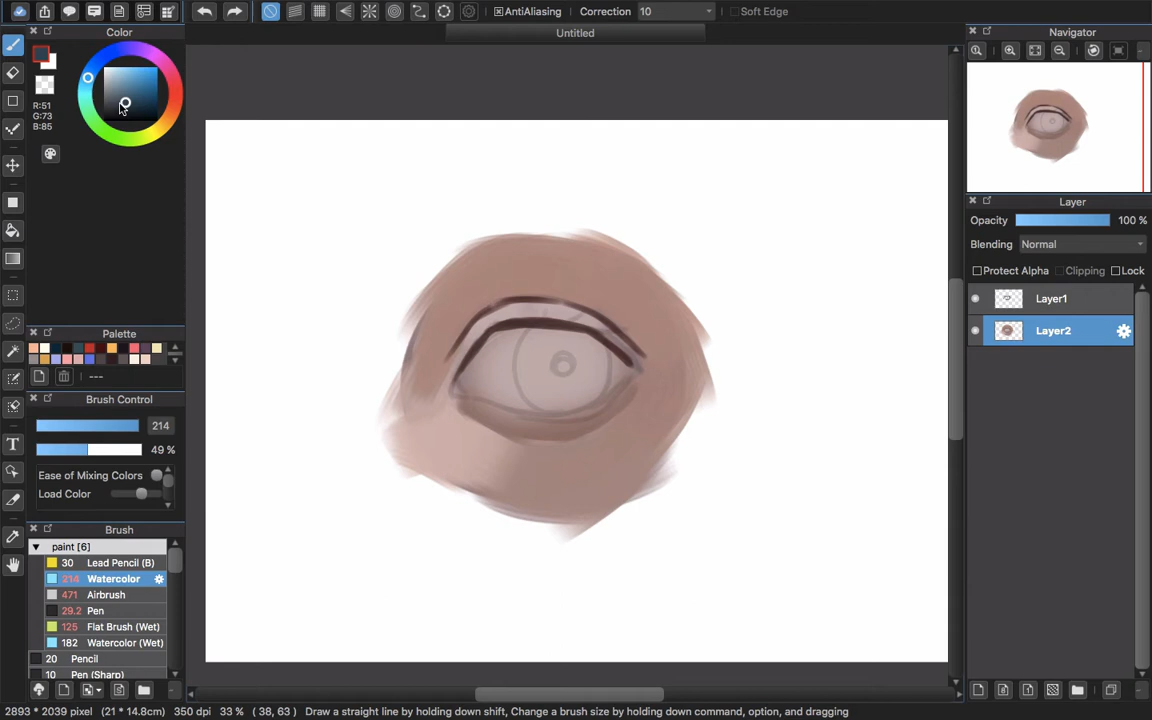 AntiAliasing Correction 10 Soft Edge
Color Untitled Navigator
R:51
G:73
B:85
Layer
Opacity 100 %
Blending Normal
Protect Alpha Clipping Lock
Layer1
Layer2
Palette
---
Brush Control
214
49 %
Ease of Mixing Colors
Load Color
Brush
paint [6]
30 Lead Pencil (B)
214 Watercolor
471 Airbrush
29.2 Pen
125 Flat Brush (Wet)
182 Watercolor (Wet)
20 Pencil
10 Pen (Sharp)
2893 * 2039 pixel (21 * 14.8cm) 350 dpi 33 % ( 38, 63 ) Draw a straight line by holding down shift, Change a brush size by holding down command, option, and dragging